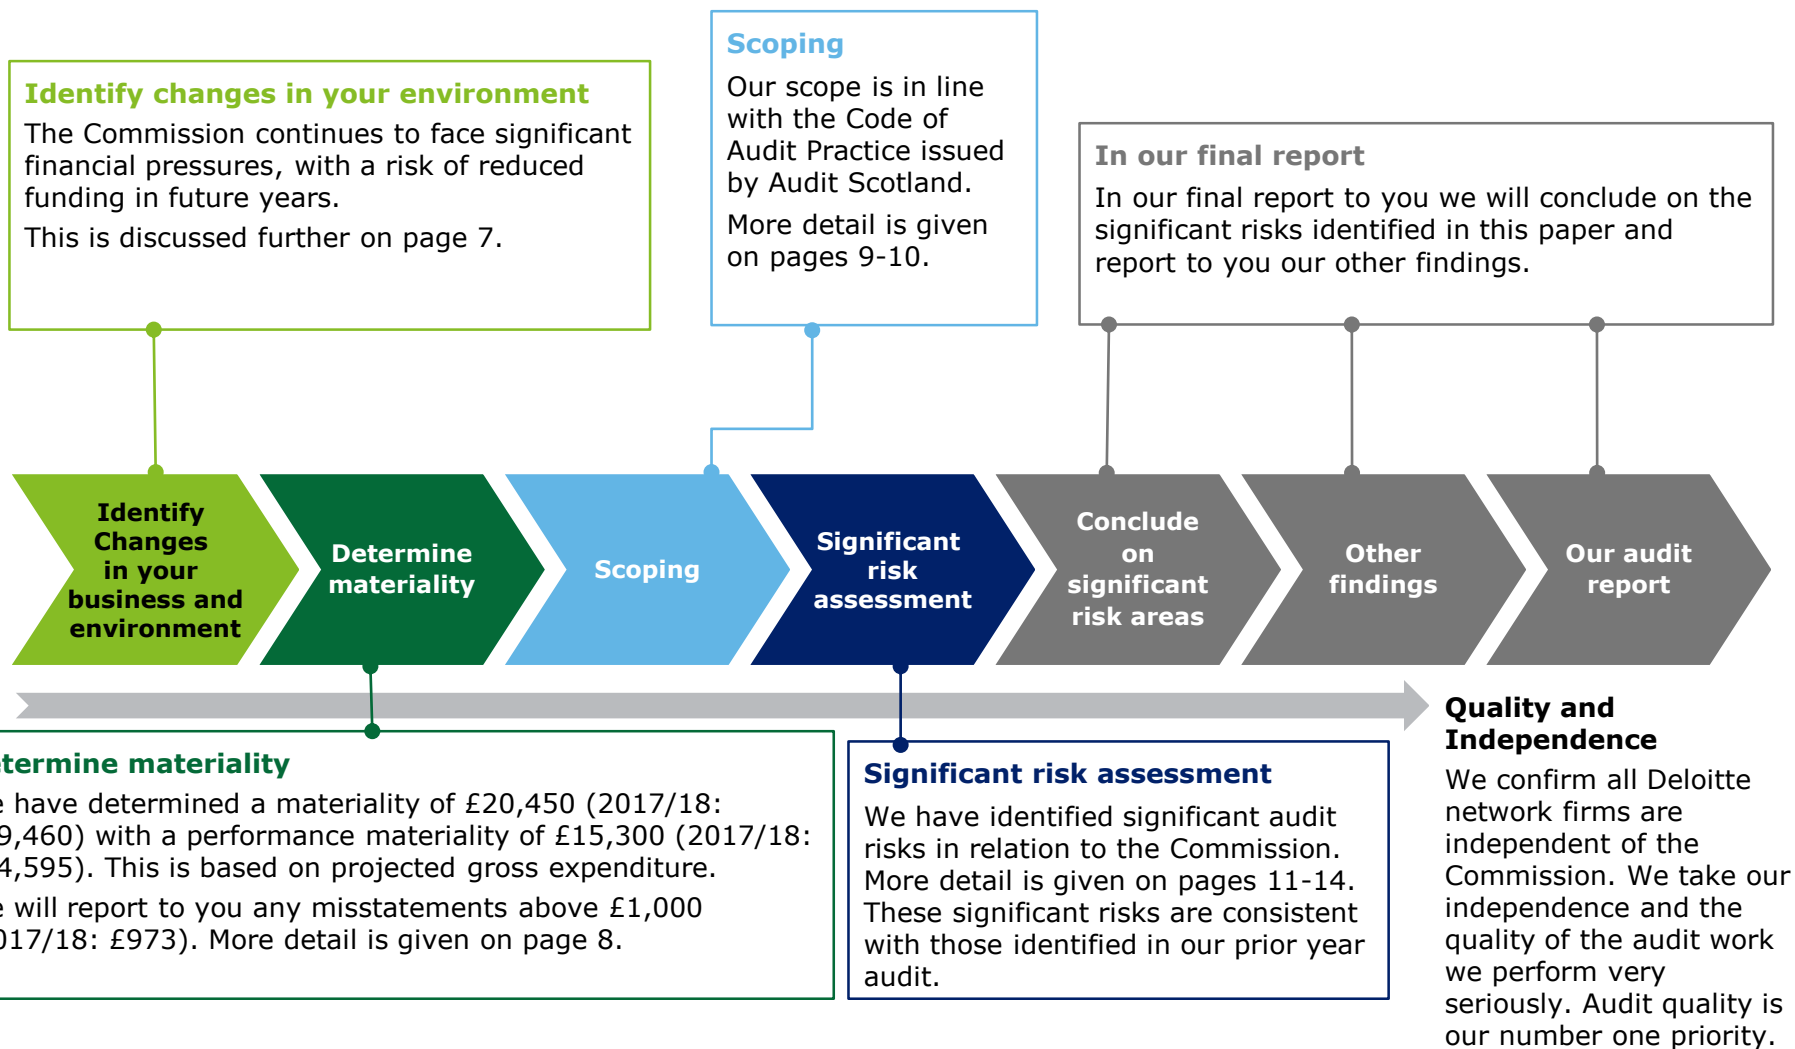 Scoping
Our scope is in line
with the Code of
Audit Practice issued
by Audit Scotland.
More detail is given
on pages 9-10.
Identify changes in your environment
The Commission continues to face significant
financial pressures, with a risk of reduced
funding in future years.
This is discussed further on page 7.
In our final report
In our final report to you we will conclude on the
significant risks identified in this paper and
report to you our other findings.
Identify
Changes
in your
business and
environment
Determine
materiality
Scoping
Significant
risk
assessment
Conclude
on
significant
risk areas
Other
findings
Our audit
report
materiality
have determined a materiality of £20,450 (2017/18:
9,460) with a performance materiality of £15,300 (2017/18:
4,595). This is based on projected gross expenditure.
will report to you any misstatements above £1,000
017/18: £973). More detail is given on page 8.
Significant risk assessment
We have identified significant audit
risks in relation to the Commission.
More detail is given on pages 11-14.
These significant risks are consistent
with those identified in our prior year
audit.
Quality and
Independence
We confirm all Deloitte
network firms are
independent of the
Commission. We take our
independence and the
quality of the audit work
we perform very
seriously. Audit quality is
our number one priority.